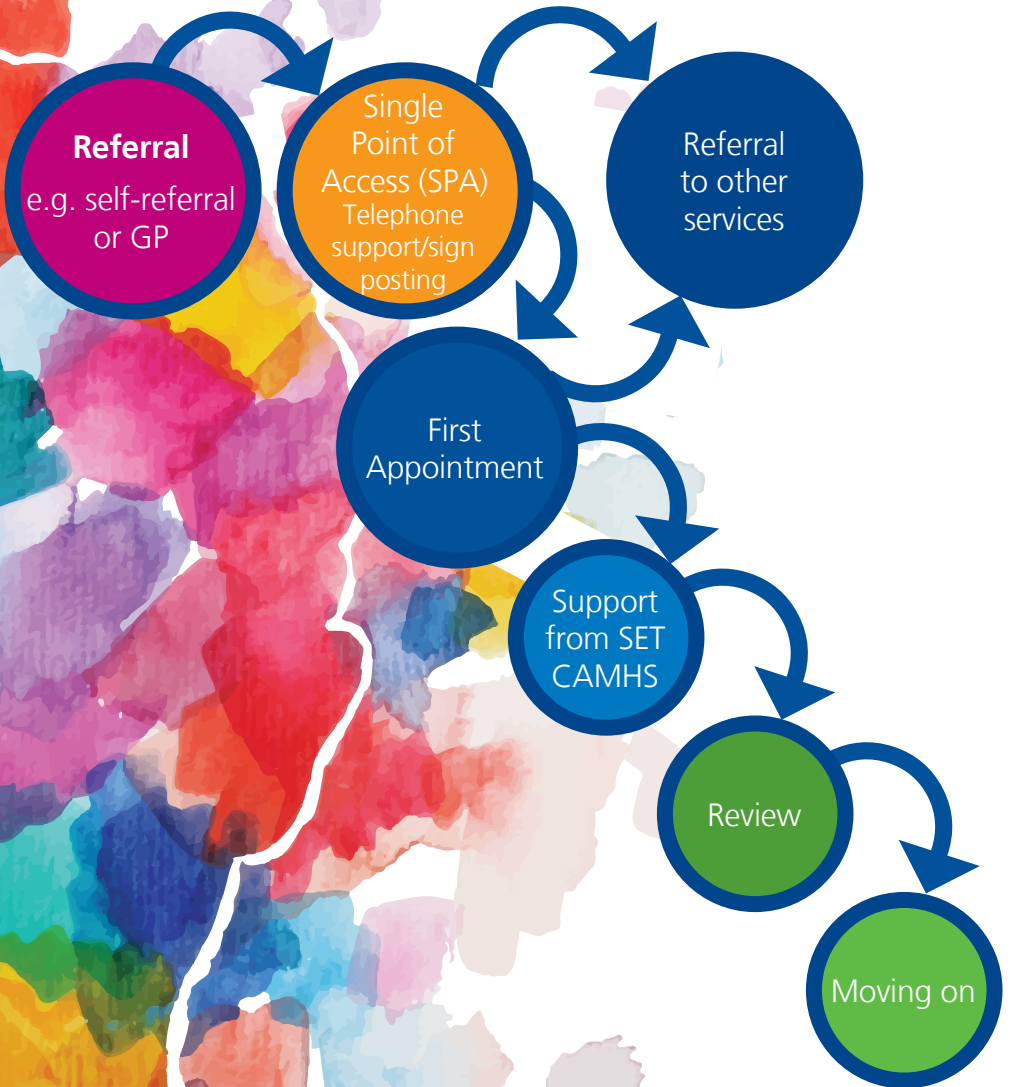 Referral
e.g. self-referral
or GP
Single
Point of
Access (SPA)
Telephone
support/sign
posting
Referral
to other
services
First
Appointment
Support
from SET
CAMHS
Review
Moving on